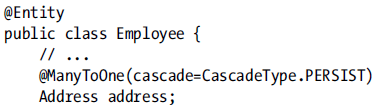 @Entity
public class Employee {
    // ...
    @ManyToOne(cascade=CascadeType.PERSIST)
    Address address;